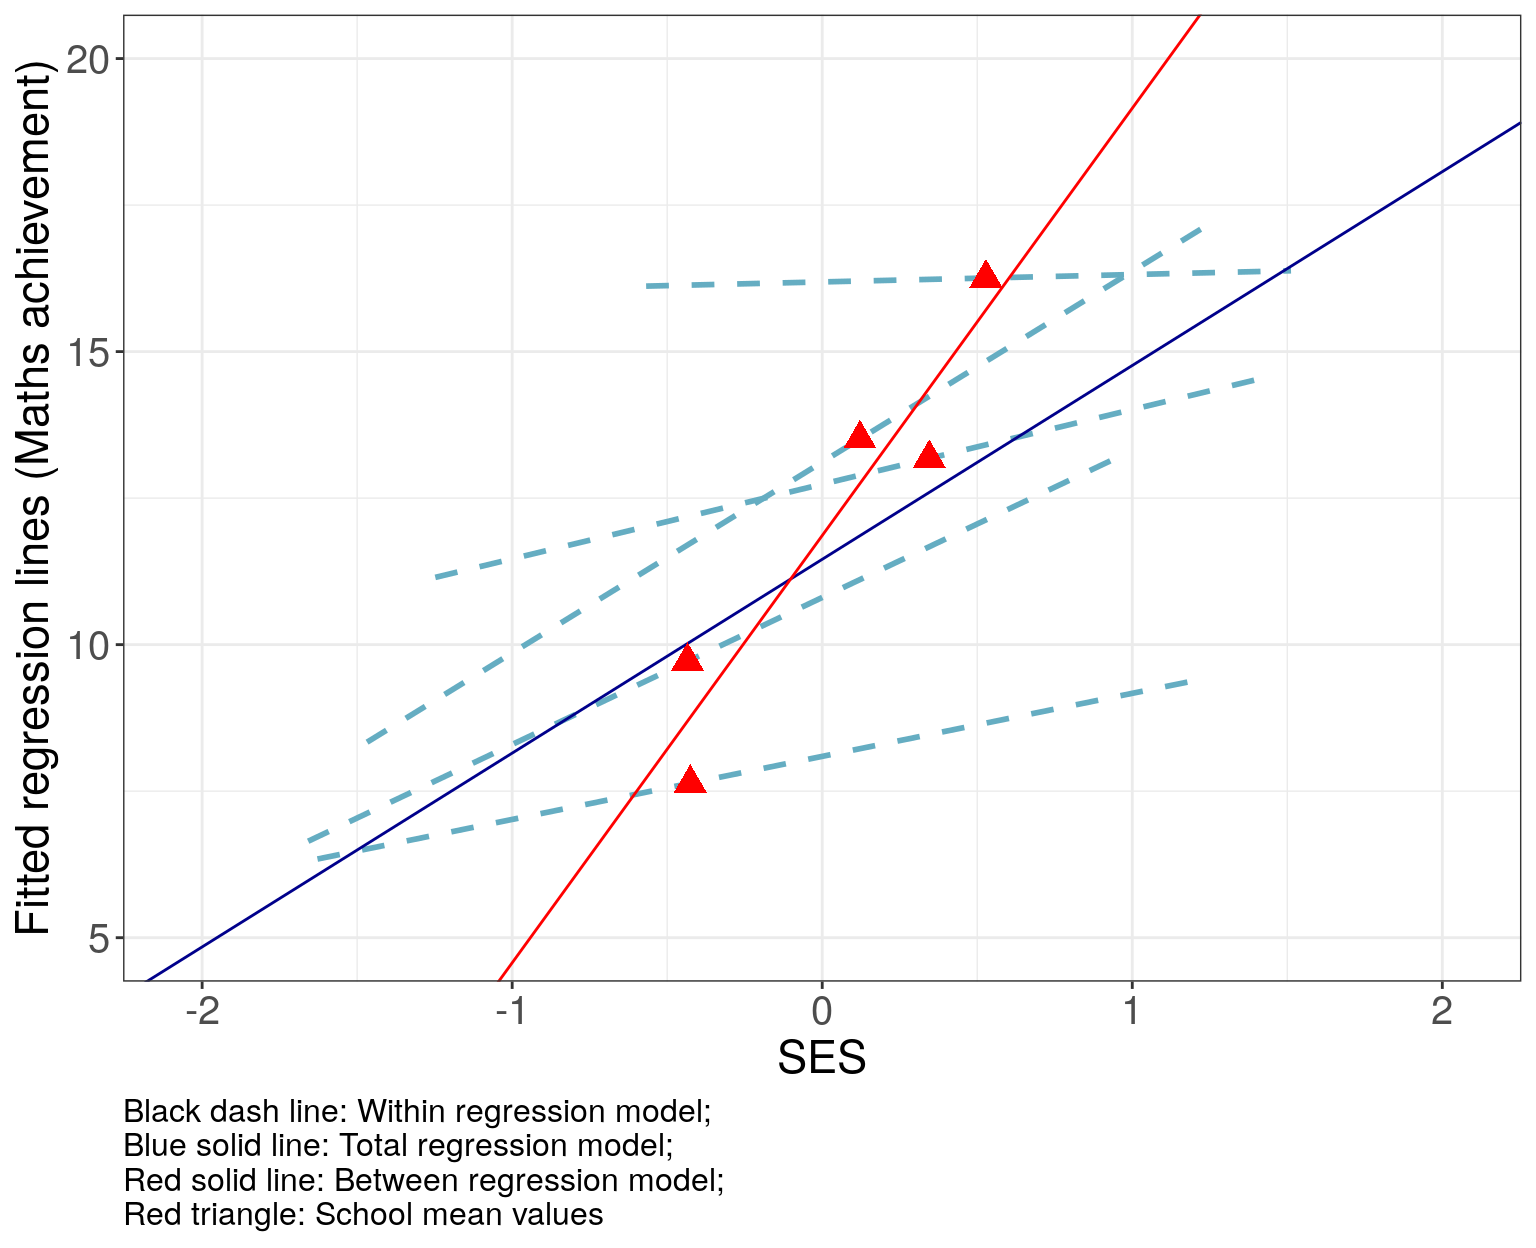 Fitted regression lines (Maths achievement)
20
15
10
5
-2 -1 0 1 2
SES
Black dash line: Within regression model;
Blue solid line: Total regression model;
Red solid line: Between regression model;
Red triangle: School mean values